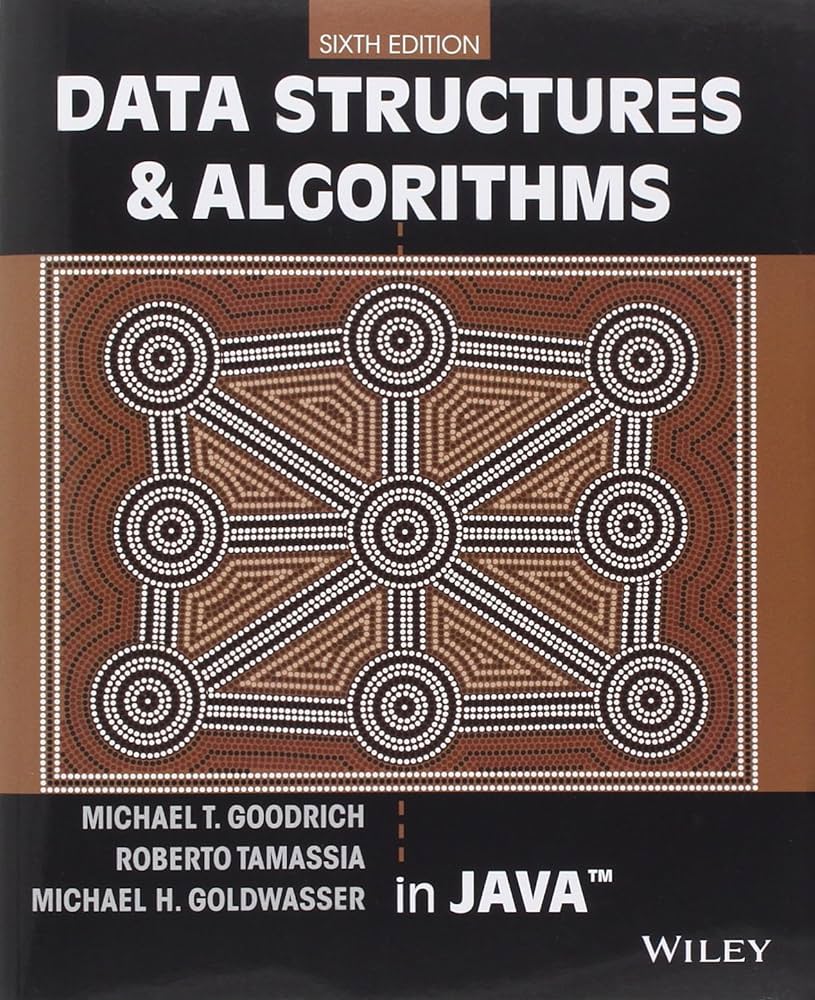 SIXTH EDITION
DATA STRUCTURES
& ALGORITHMS
MICHAEL T. GOODRICH
ROBERTO TAMASSIA
MICHAEL H. GOLDWASSER
in JAVA™
WILEY